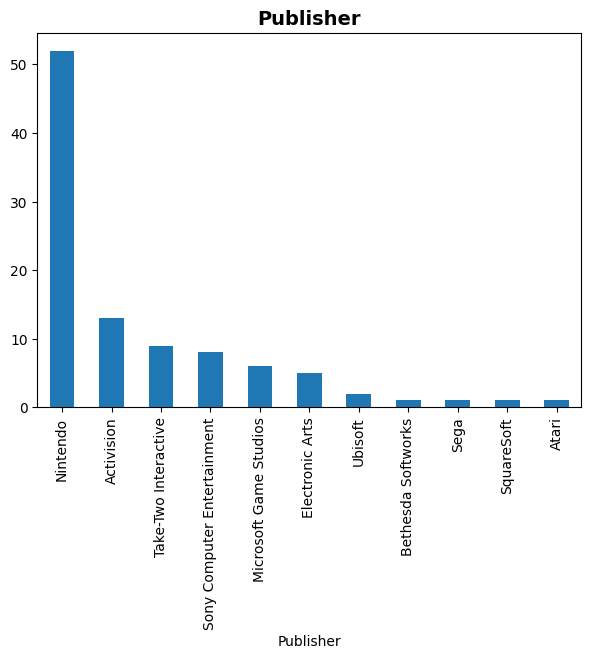 Publisher
50
40
30
20
10
0
Nintendo
Activision
Take-Two Interactive
Sony Computer Entertainment
Microsoft Game Studios
Electronic Arts
Ubisoft
Bethesda Softworks
Sega
SquareSoft
Atari
Publisher